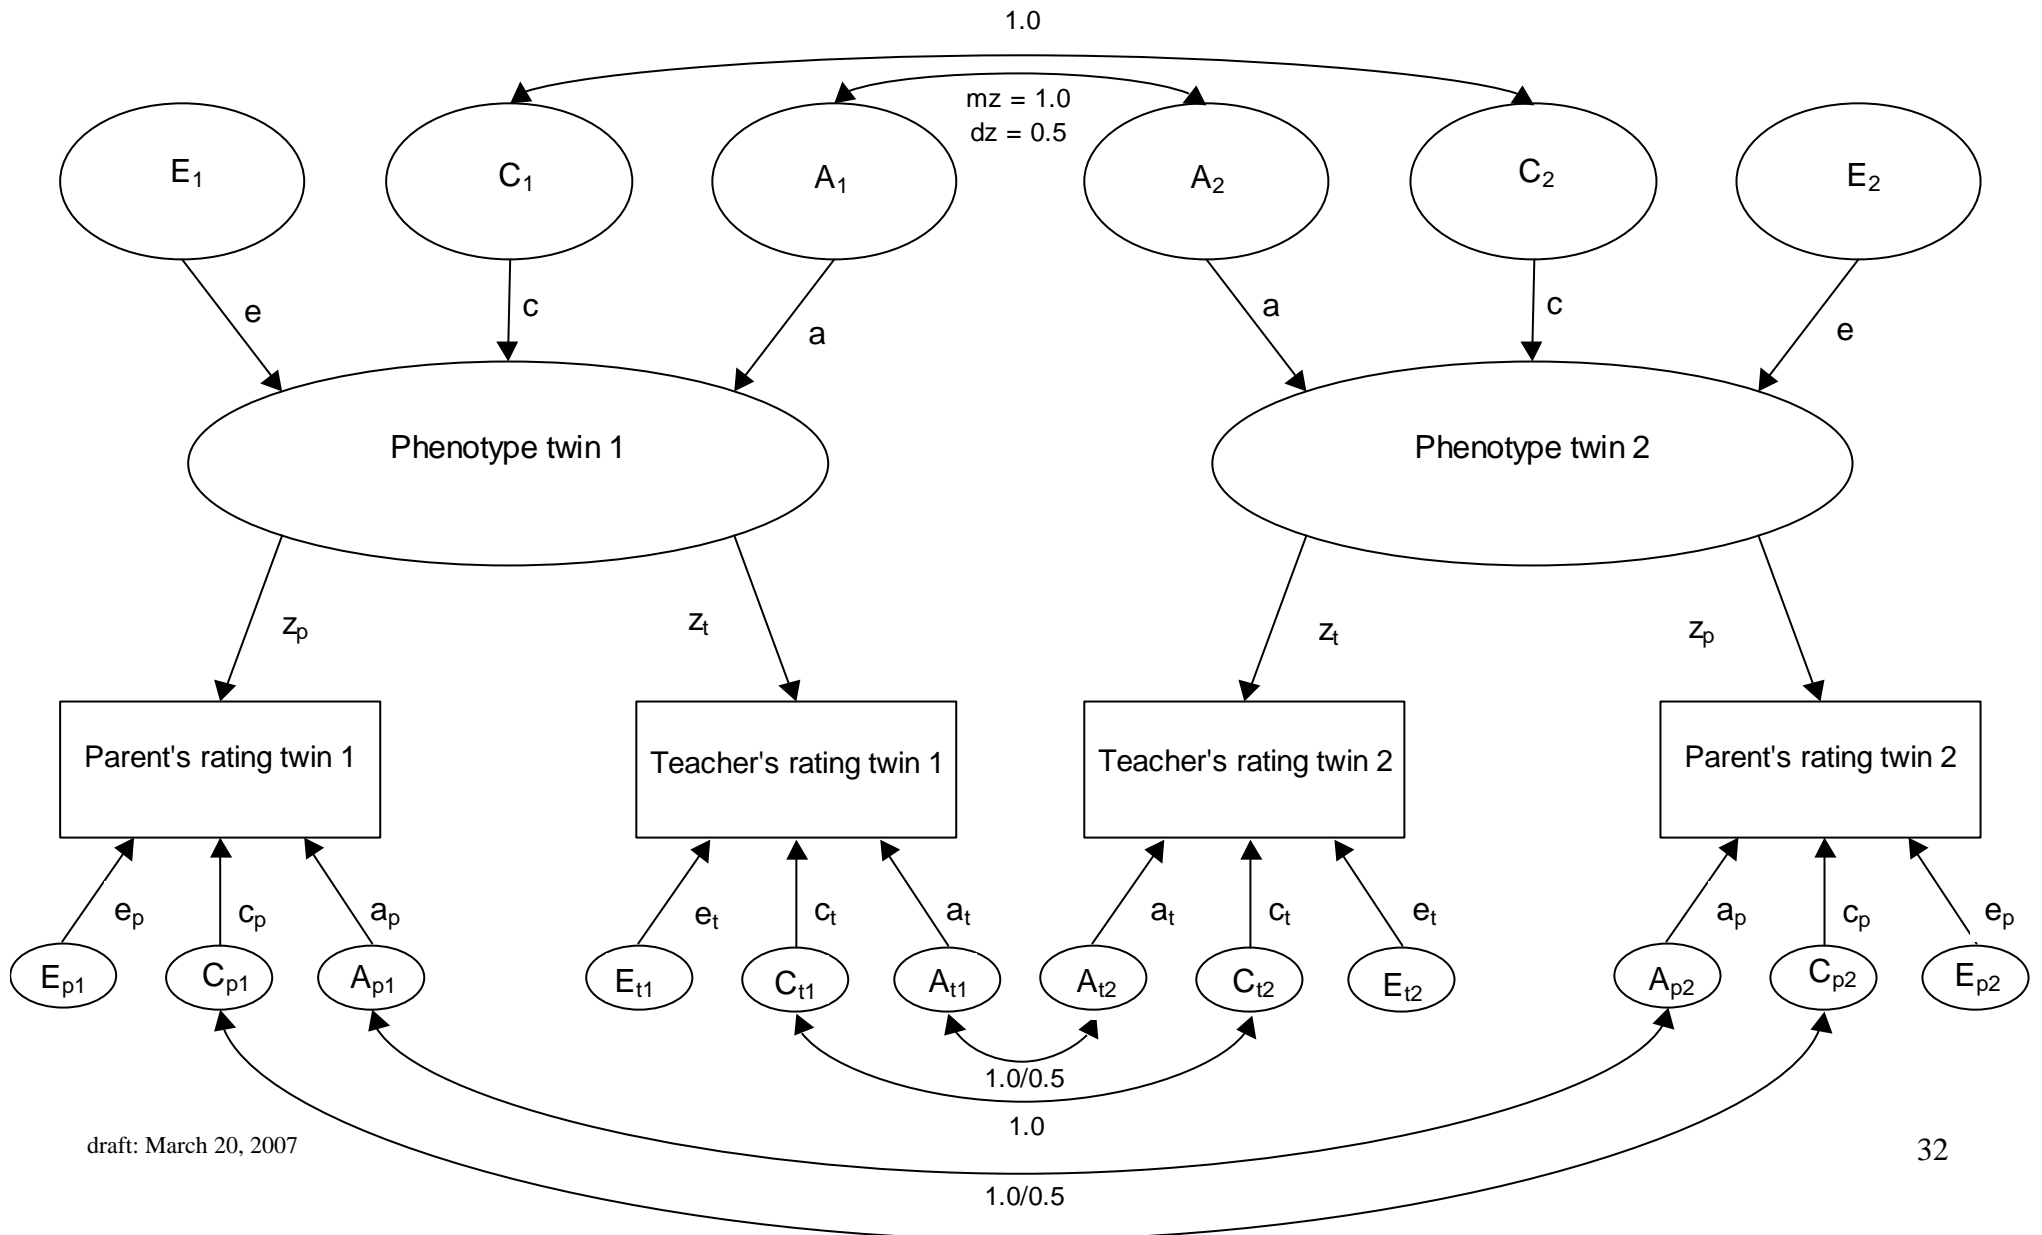 1.0
mz = 1.0
dz = 0.5
E₁
C₁
A₁
A₂
C₂
E₂
e
c
a
a
c
e
Phenotype twin 1
Phenotype twin 2
zₚ
zₜ
zₜ
zₚ
Parent's rating twin 1
Teacher's rating twin 1
Teacher's rating twin 2
Parent's rating twin 2
eₚ
cₚ
aₚ
eₜ
cₜ
aₜ
aₜ
cₜ
eₜ
aₚ
cₚ
eₚ
Eₚ₁
Cₚ₁
Aₚ₁
Eₜ₁
Cₜ₁
Aₜ₁
Aₜ₂
Cₜ₂
Eₜ₂
Aₚ₂
Cₚ₂
Eₚ₂
1.0/0.5
1.0
draft: March 20, 2007
32
1.0/0.5